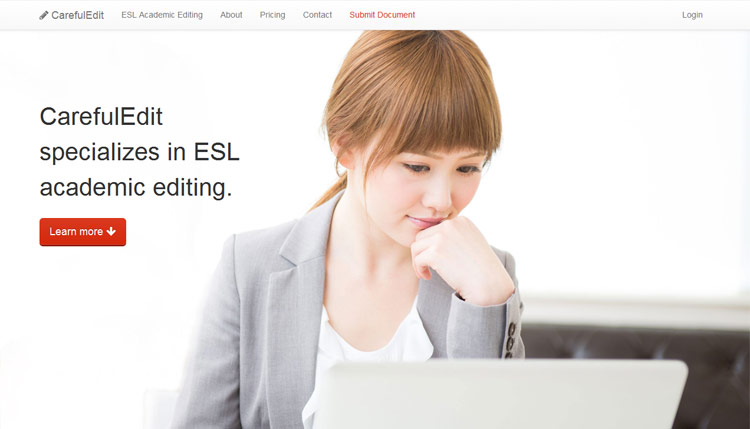 CarefulEdit ESL Academic Editing About Pricing Contact Submit Document Login
CarefulEdit
specializes in ESL
academic editing.
Learn more